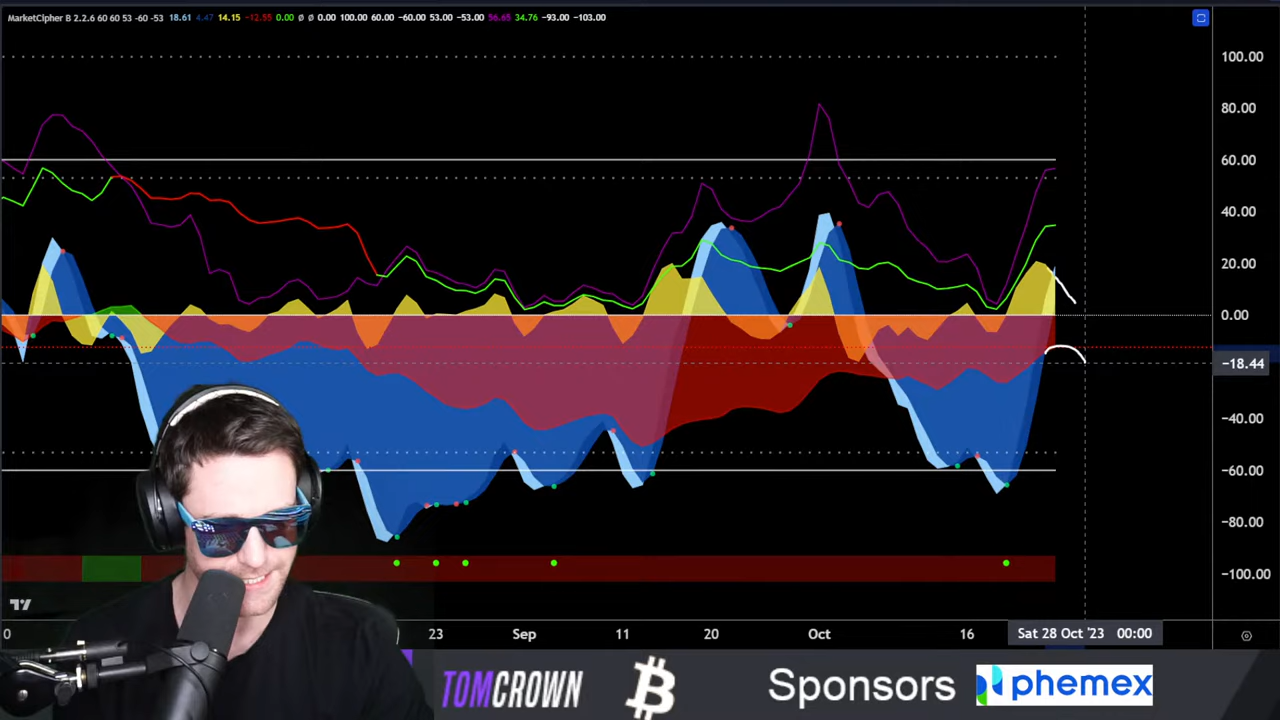 MarketCipher B 2.2.6 60 60 53 -60 -53 18.61 4.47 14.15 -12.55 0.00 Ø Ø 0.00 100.00 60.00 −60.00 53.00 −53.00 56.65 34.76 −93.00 −103.00
100.00
80.00
60.00
40.00
20.00
0.00
−18.44
−40.00
−60.00
−80.00
−100.00
0
23
Sep
11
20
Oct
16
Sat 28 Oct '23 00:00
TOMCROWN
Sponsors
phemex